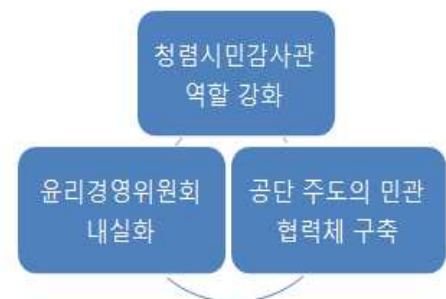 청렴시민감사관
역할 강화
윤리경영위원회
내실화
공단 주도의 민관
협력체 구축